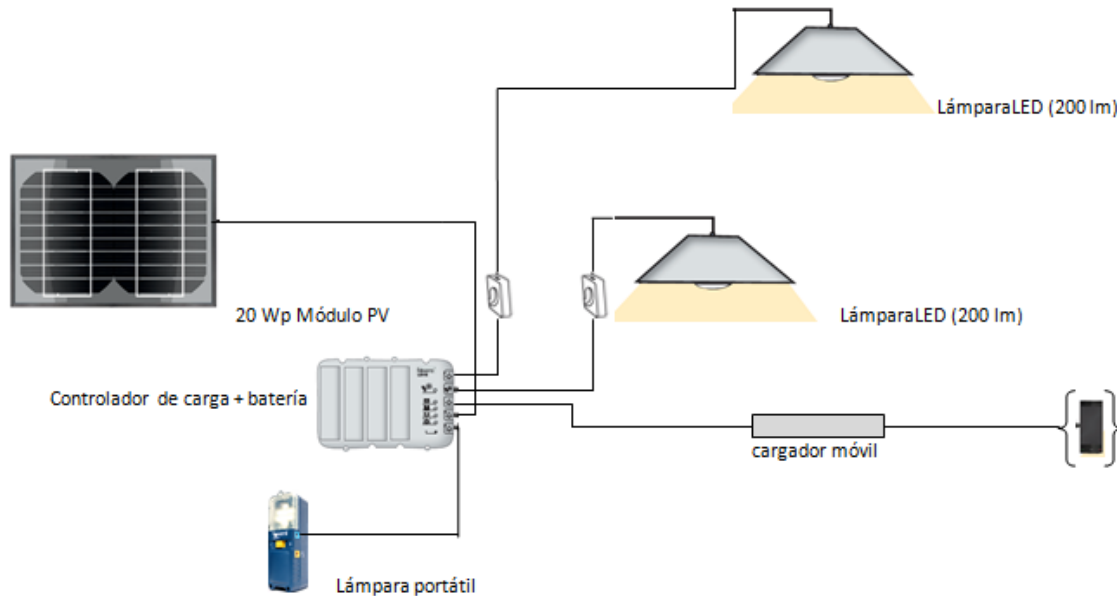 LámparaLED (200 lm)
20 Wp Módulo PV
LámparaLED (200 lm)
Controlador de carga + batería
cargador móvil
Lámpara portátil